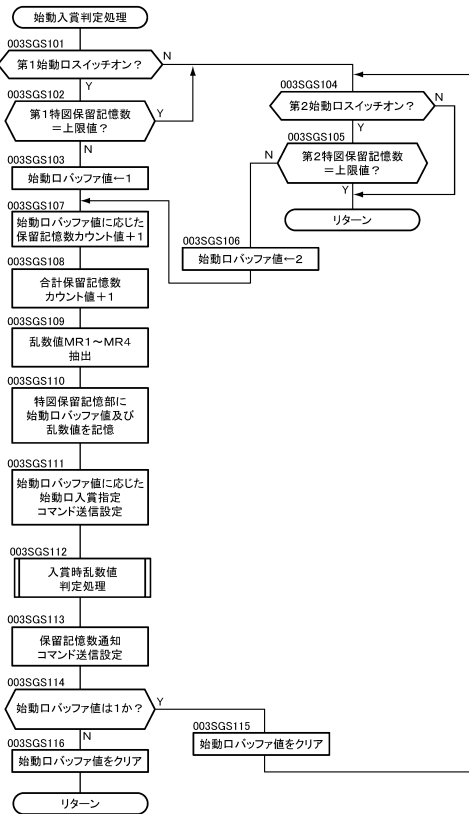 始動入賞判定処理
003SGS101
第1始動口スイッチオン？
N
Y
003SGS102
第1特図保留記憶数
＝上限値？
Y
N
003SGS103
始動口バッファ値←1
003SGS104
第2始動口スイッチオン？
N
Y
003SGS105
第2特図保留記憶数
＝上限値？
N
Y
リターン
003SGS106
始動口バッファ値←2
003SGS107
始動口バッファ値に応じた
保留記憶数カウント値＋1
003SGS108
合計保留記憶数
カウント値＋1
003SGS109
乱数値MR1～MR4
抽出
003SGS110
特図保留記憶部に
始動口バッファ値及び
乱数値を記憶
003SGS111
始動口バッファ値に応じた
始動口入賞指定
コマンド送信設定
003SGS112
入賞時乱数値
判定処理
003SGS113
保留記憶数通知
コマンド送信設定
003SGS114
始動口バッファ値は1か？
Y
N
003SGS115
始動口バッファ値をクリア
003SGS116
始動口バッファ値をクリア
リターン